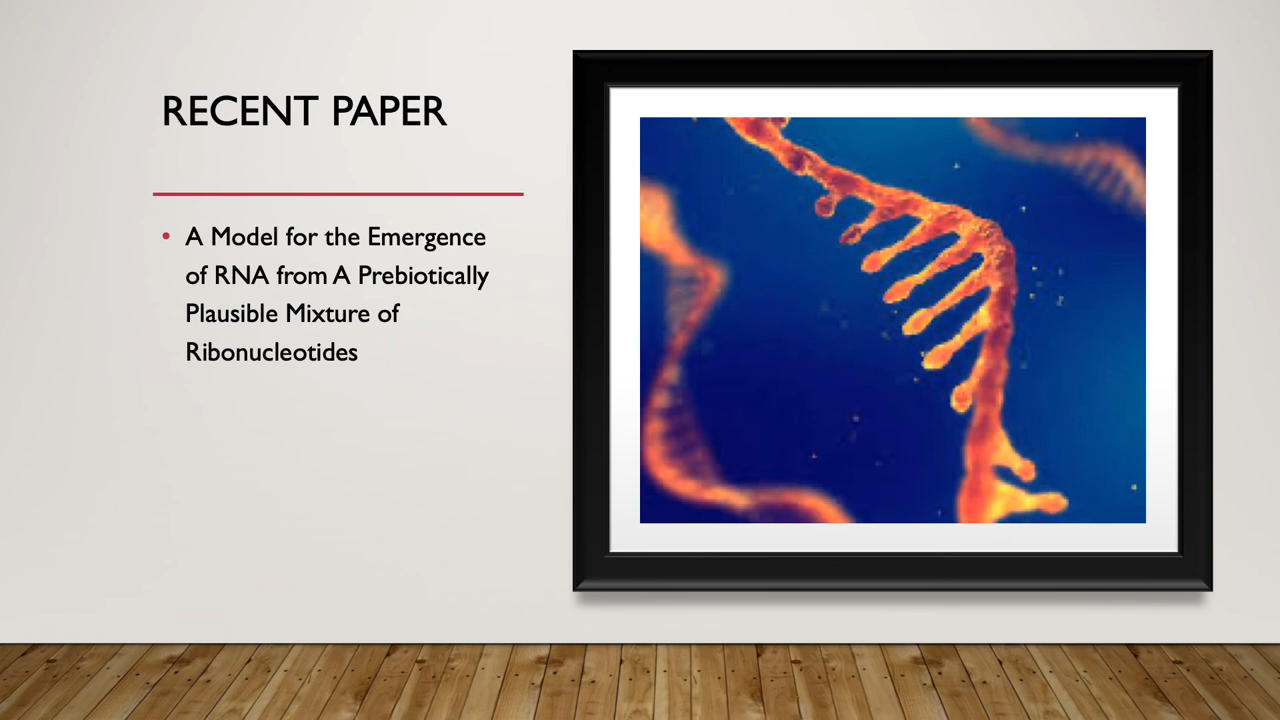 RECENT PAPER
• A Model for the Emergence
of RNA from A Prebiotically
Plausible Mixture of
Ribonucleotides